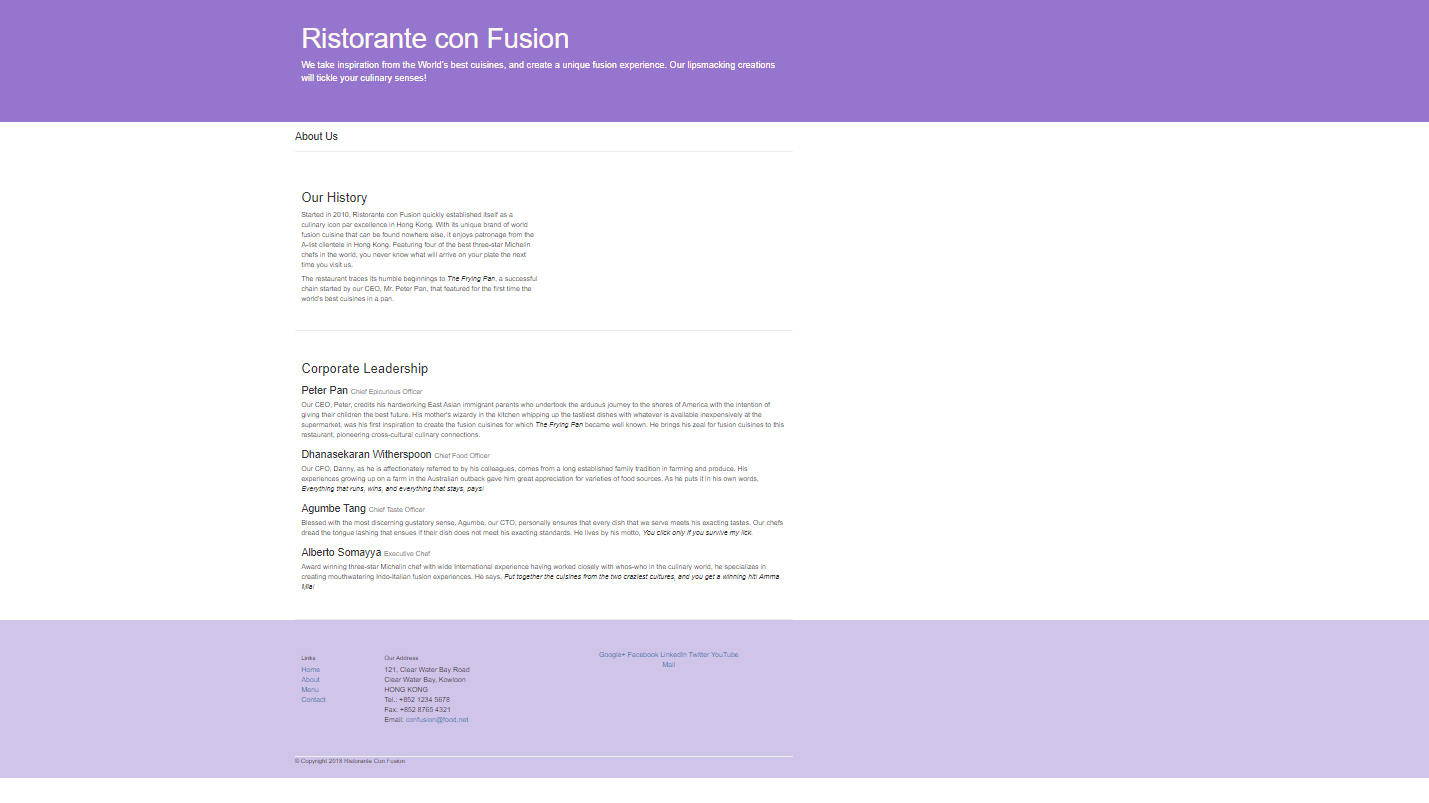 Ristorante con Fusion
We take inspiration from the World's best cuisines, and create a unique fusion experience. Our lipsmacking creations
will tickle your culinary senses!
About Us
Our History
Started in 2010, Ristorante con Fusion quickly established itself as a
culinary icon par excellence in Hong Kong. With its unique brand of world
fusion cuisine that can be found nowhere else, it enjoys patronage from the
A-list clientele in Hong Kong. Featuring four of the best three-star Michelin
chefs in the world, you never know what will arrive on your plate the next
time you visit us.
The restaurant traces its humble beginnings to The Frying Pan, a successful
chain started by our CEO, Mr. Peter Pan, that featured for the first time the
world's best cuisines in a pan.
Corporate Leadership
Peter Pan Chief Epicurious Officer
Our CEO, Peter, credits his hardworking East Asian immigrant parents who undertook the arduous journey to the shores of America with the intention of
giving their children the best future. His mother's wizardy in the kitchen whipping up the tastiest dishes with whatever is available inexpensively at the
supermarket, was his first inspiration to create the fusion cuisines for which The Frying Pan became well known. He brings his zeal for fusion cuisines to this
restaurant, pioneering cross-cultural culinary connections.
Dhanasekaran Witherspoon Chief Food Officer
Our CFO, Danny, as he is affectionately referred to by his colleagues, comes from a long established family tradition in farming and produce. His
experiences growing up on a farm in the Australian outback gave him great appreciation for varieties of food sources. As he puts it in his own words,
Everything that runs, wins, and everything that stays, pays!
Agumbe Tang Chief Taste Officer
Blessed with the most discerning gustatory sense, Agumbe, our CTO, personally ensures that every dish that we serve meets his exacting tastes. Our chefs
dread the tongue lashing that ensues if their dish does not meet his exacting standards. He lives by his motto, You click only if you survive my lick.
Alberto Somayya Executive Chef
Award winning three-star Michelin chef with wide International experience having worked closely with whos-who in the culinary world, he specializes in
creating mouthwatering Indo-Italian fusion experiences. He says, Put together the cuisines from the two craziest cultures, and you get a winning hit! Amma
Mia!
Links
Home
About
Menu
Contact
Our Address
121, Clear Water Bay Road
Clear Water Bay, Kowloon
HONG KONG
Tel.: +852 1234 5678
Fax: +852 8765 4321
Email: confusion@food.net
Google+ Facebook LinkedIn Twitter YouTube
Mail
© Copyright 2018 Ristorante Con Fusion